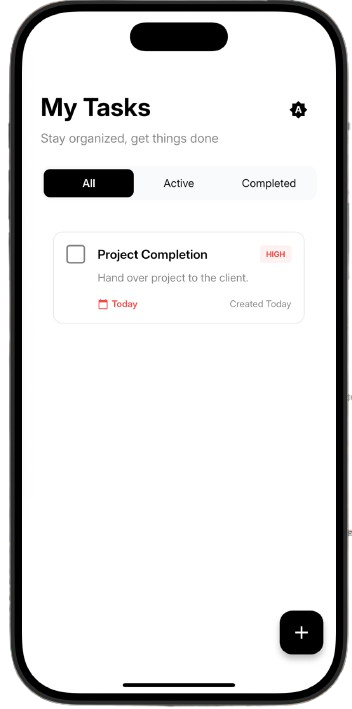 My Tasks
A
Stay organized, get things done
All Active Completed
Project Completion HIGH
Hand over project to the client.
Today Created Today
+